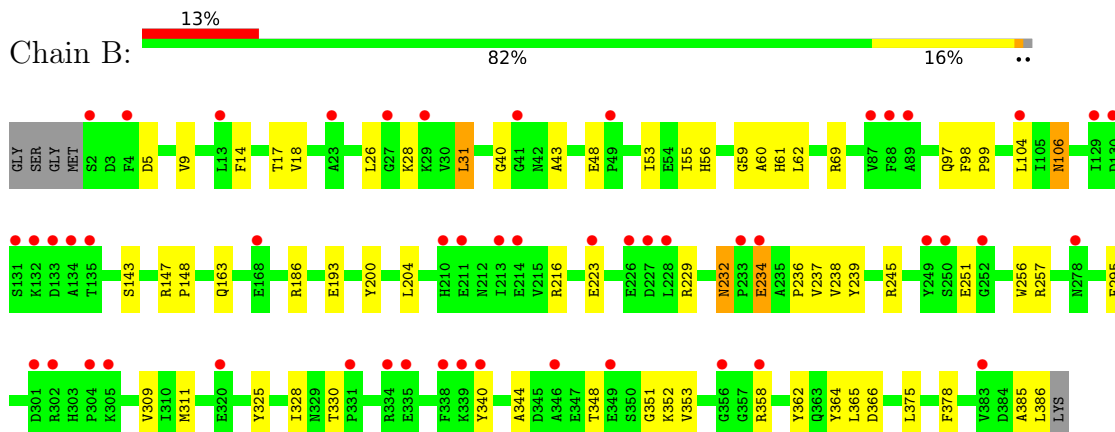 13%
Chain B:
82% 16% ••
GLY SER GLY MET S2 D3 F4 D5 V9 L13 F14 T17 V18 A23 L26 G27 K28 K29 V30 L31 G40 G41 N42 A43 E48 P49 I53 E54 I55 H56 G59 A60 H61 L62 R69 V87 F88 A89 Q97 F98 P99 L104 I105 N106 I129 D130
S131 K132 D133 A134 T135 S143 R147 P148 Q163 E168 R186 E193 Y200 L204 H210 E211 N212 I213 E214 V215 R216 E223 E226 D227 L228 R229 N232 P233 E234 A235 P236 V237 V238 Y239 R245 Y249 S250 E251 G252 W256 R257 N278
D301 R302 H303 P304 K305 V309 I310 M311 E320 Y325 I328 N329 T330 P331 R334 E335 F338 K339 Y340 A344 D345 A346 E347 T348 E349 S350 G351 K352 V353 G356 G357 R358 Y362 Q363 Y364 L365 D366 L375 F378 V383 D384 A385 L386 LYS